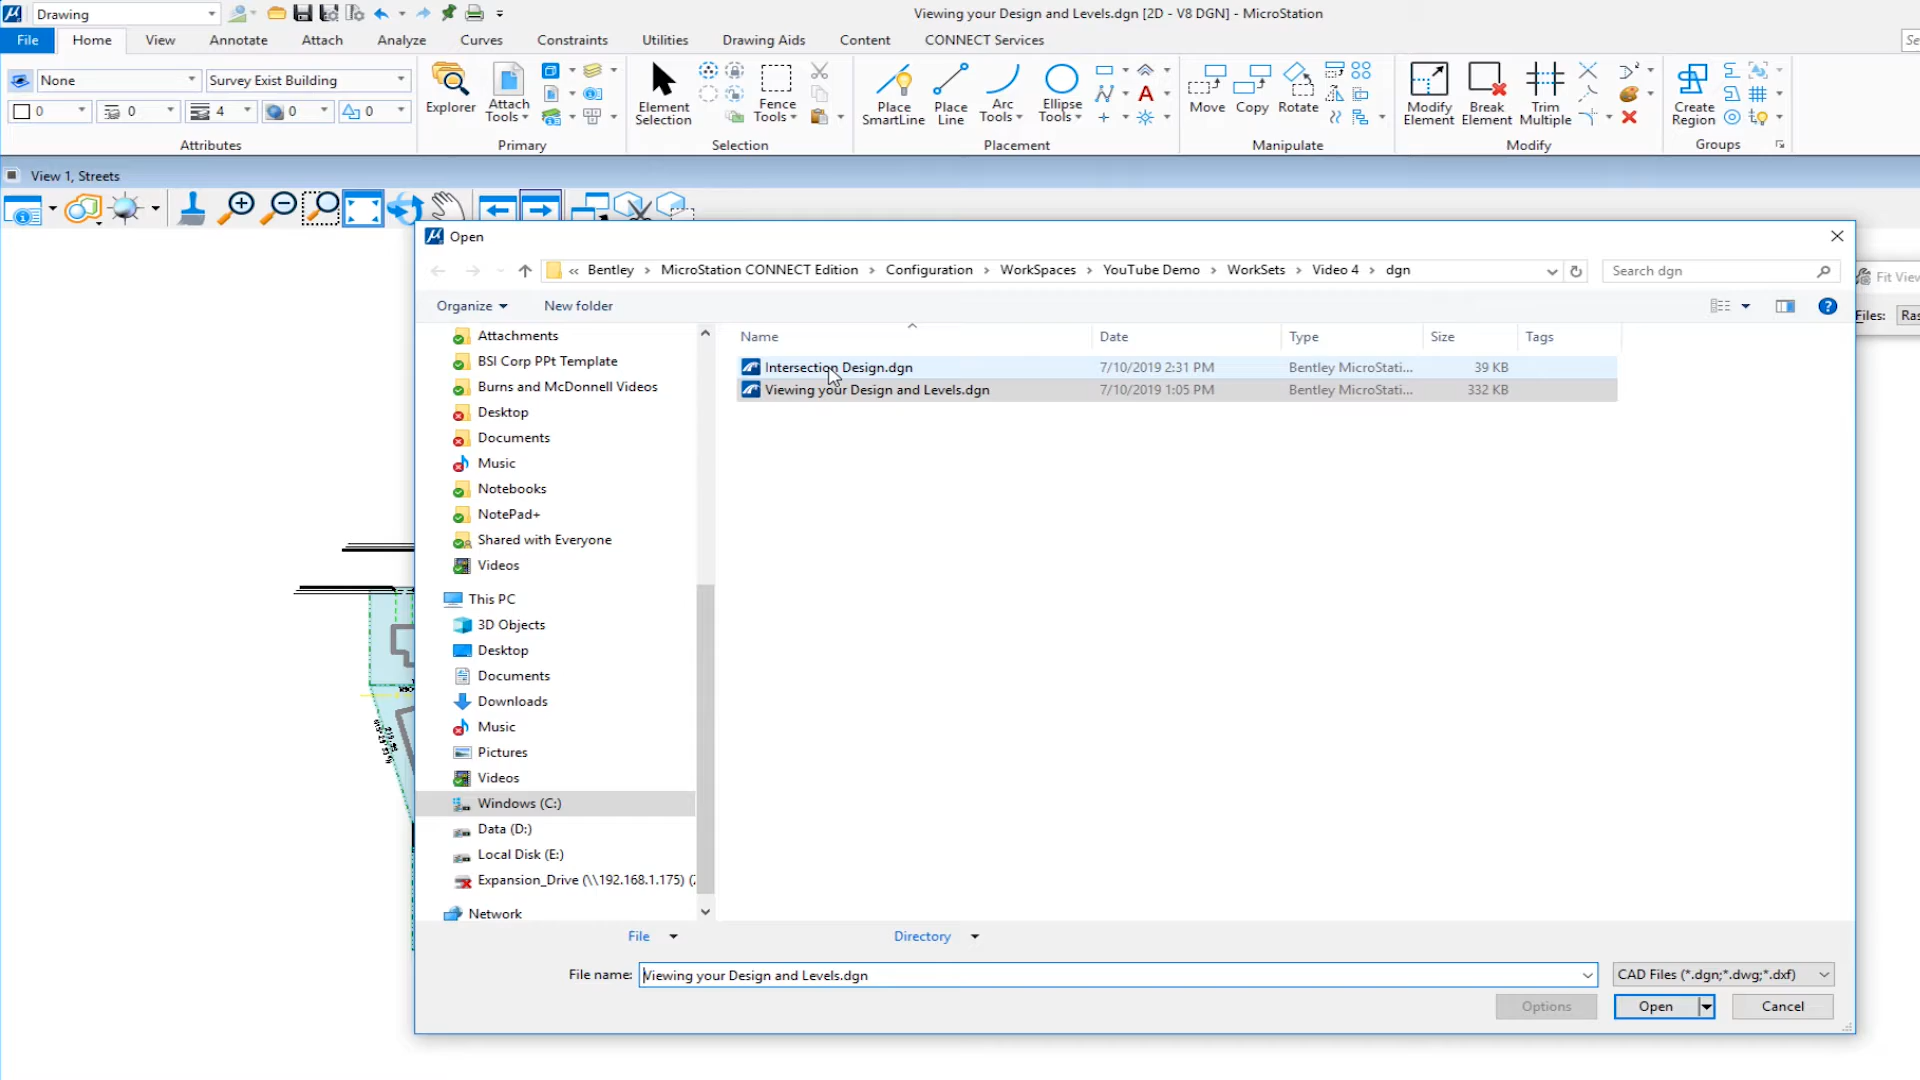 Drawing
Viewing your Design and Levels.dgn [2D - V8 DGN] - MicroStation
File Home View Annotate Attach Analyze Curves Constraints Utilities Drawing Aids Content CONNECT Services
None Survey Exist Building
0 0 4 0 0
Explorer Attach Tools Element Selection Fence Tools Place SmartLine Place Line Arc Tools Ellipse Tools Move Copy Rotate Modify Element Break Element Trim Multiple Create Region
Attributes Primary Selection Placement Manipulate Modify Groups
View 1, Streets
Open
« Bentley > MicroStation CONNECT Edition > Configuration > WorkSpaces > YouTube Demo > WorkSets > Video 4 > dgn
Search dgn
Fit View
Organize New folder
Files:
Name Date Type Size Tags
Intersection Design.dgn 7/10/2019 2:31 PM Bentley MicroStati... 39 KB
Viewing your Design and Levels.dgn 7/10/2019 1:05 PM Bentley MicroStati... 332 KB
Attachments
BSI Corp PPt Template
Burns and McDonnell Videos
Desktop
Documents
Music
Notebooks
NotePad+
Shared with Everyone
Videos
This PC
3D Objects
Desktop
Documents
Downloads
Music
Pictures
Videos
Windows (C:)
Data (D:)
Local Disk (E:)
Expansion_Drive (\\192.168.1.175) (
Network
File Directory
File name: Viewing your Design and Levels.dgn CAD Files (*.dgn;*.dwg;*.dxf)
Options Open Cancel